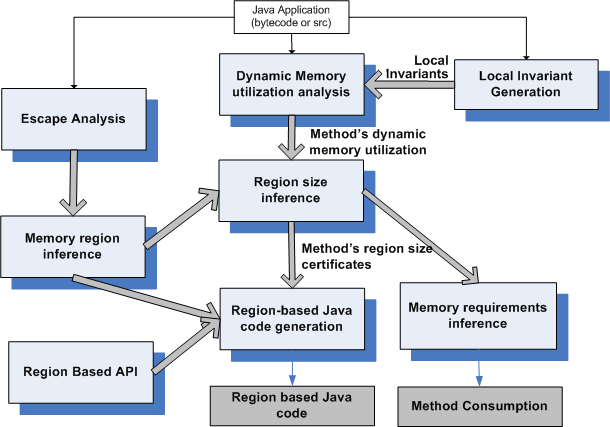 Java Application
(bytecode or src)
Local
Invariants
Dynamic Memory
utilization analysis
Local Invariant
Generation
Escape Analysis
Method's dynamic
memory utilization
Region size
inference
Memory region
inference
Method's region size
certificates
Region-based Java
code generation
Memory requirements
inference
Region Based API
Region based Java
code
Method Consumption